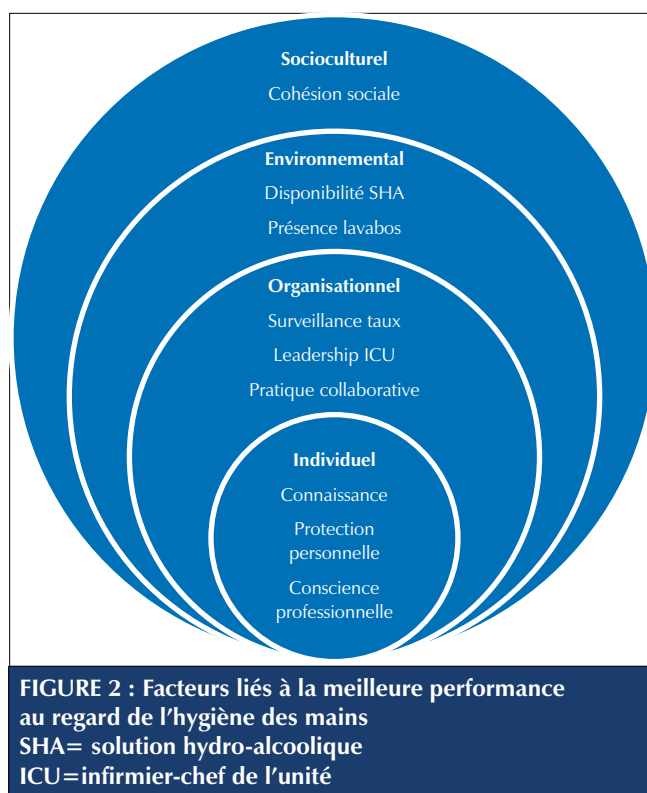 Socioculturel
Cohésion sociale
Environnemental
Disponibilité SHA
Présence lavabos
Organisationnel
Surveillance taux
Leadership ICU
Pratique collaborative
Individuel
Connaissance
Protection
personnelle
Conscience
professionnelle
FIGURE 2 : Facteurs liés à la meilleure performance
au regard de l'hygiène des mains
SHA= solution hydro-alcoolique
ICU=infirmier-chef de l'unité